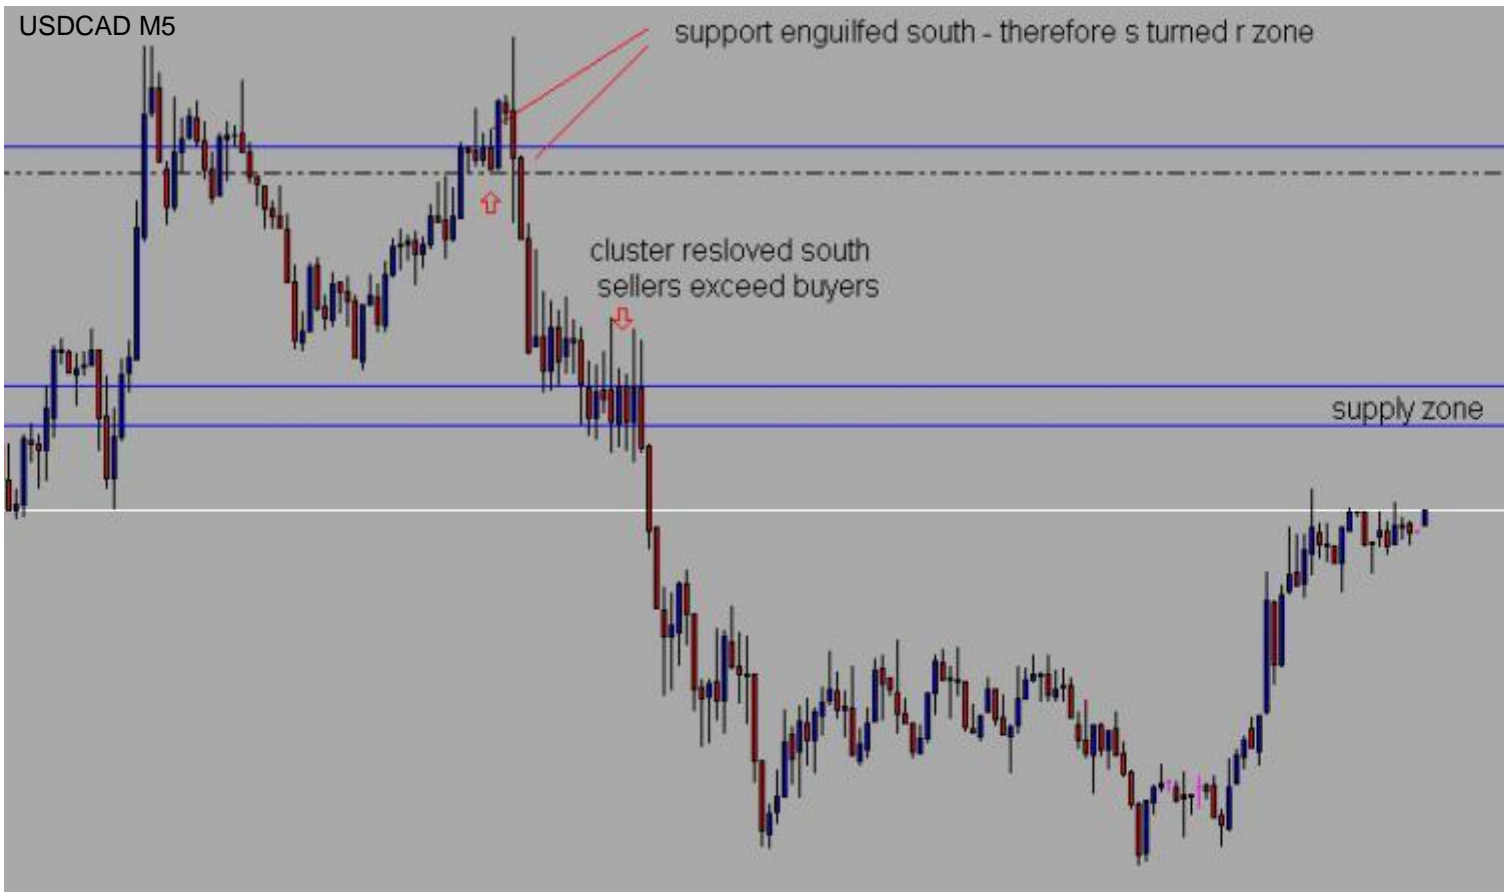 USDCAD M5
support enguilfed south - therefore s turned r zone
cluster resloved south
sellers exceed buyers
supply zone